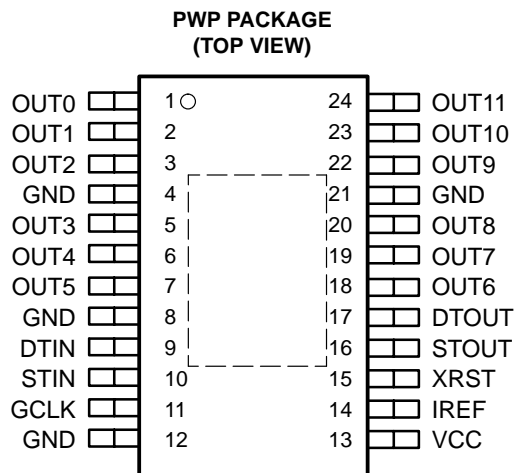 PWP PACKAGE
(TOP VIEW)
OUT0 1 24 OUT11
OUT1 2 23 OUT10
OUT2 3 22 OUT9
GND 4 21 GND
OUT3 5 20 OUT8
OUT4 6 19 OUT7
OUT5 7 18 OUT6
GND 8 17 DTOUT
DTIN 9 16 STOUT
STIN 10 15 XRST
GCLK 11 14 IREF
GND 12 13 VCC